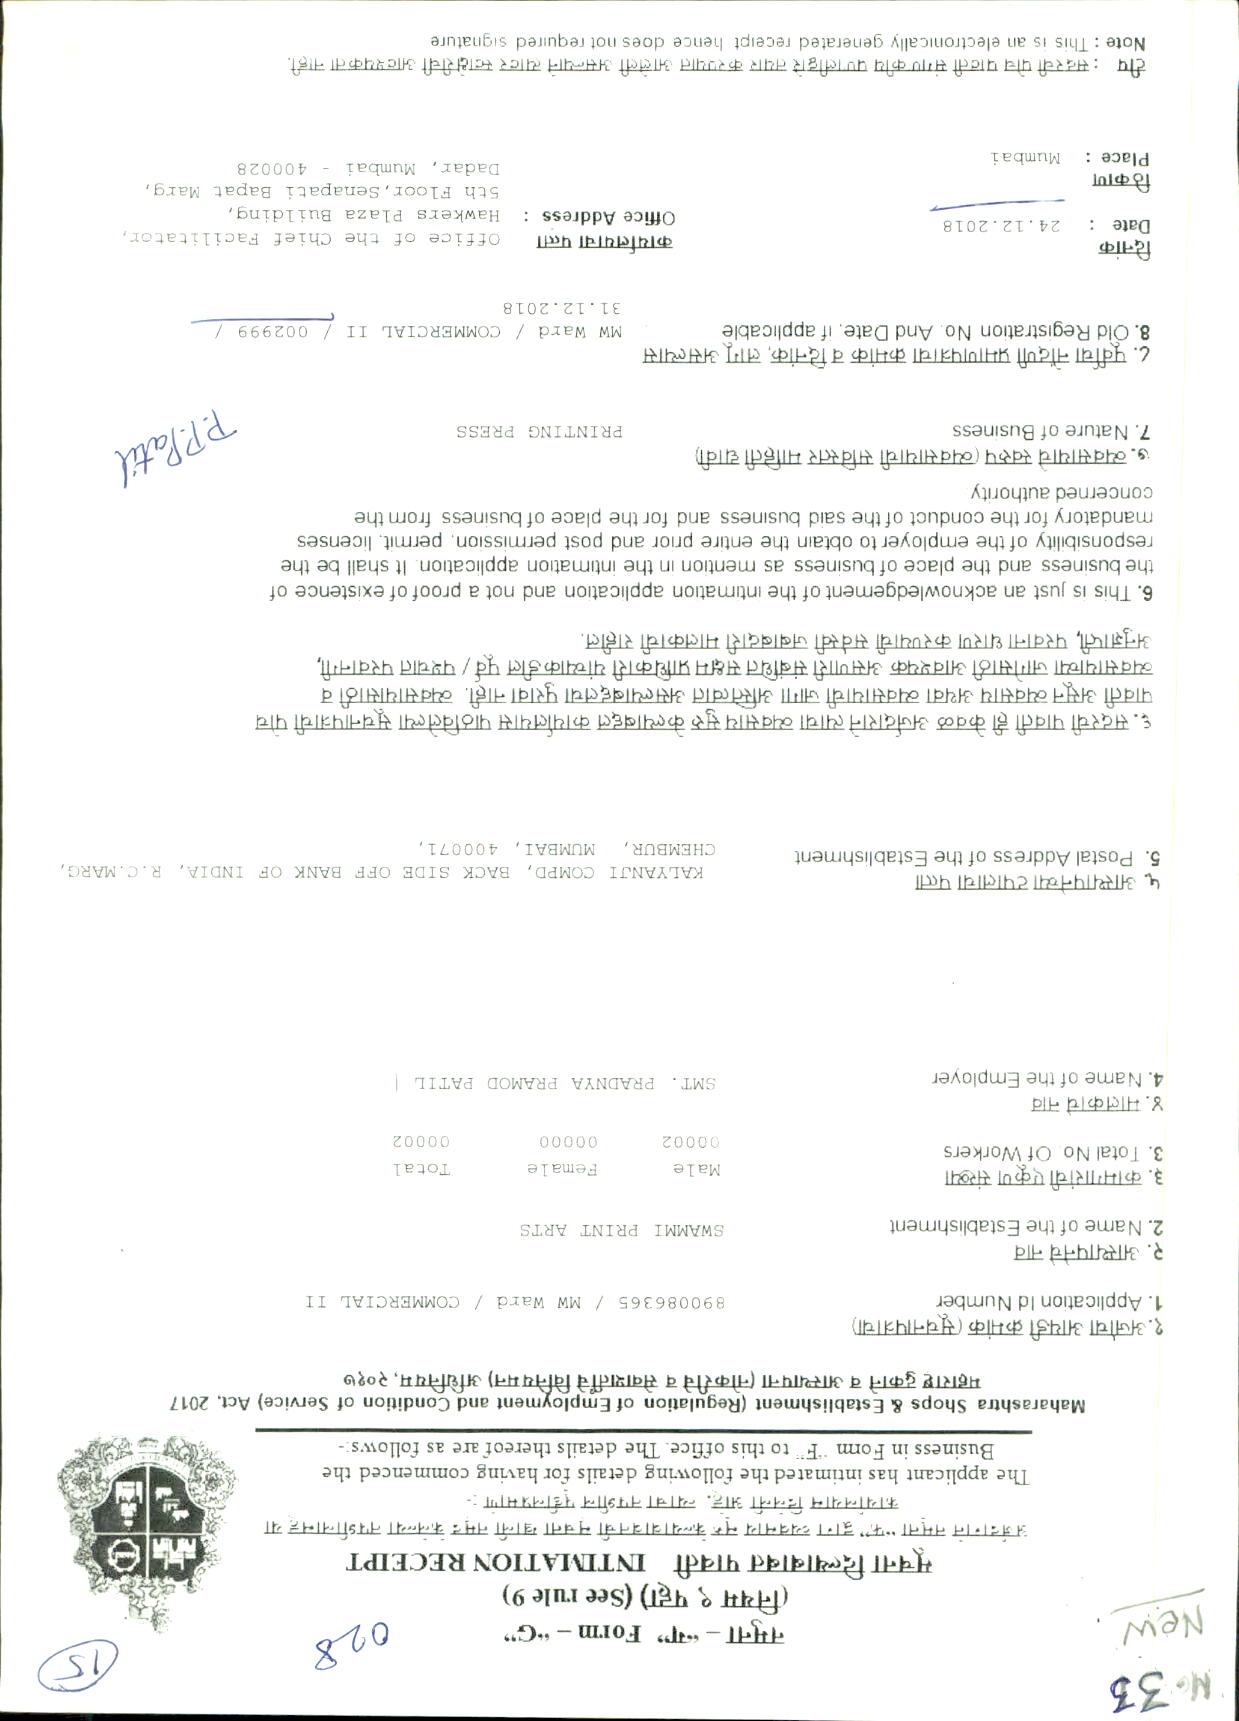 No 33
NEW
028
15
नमुना – “ग” Form – “G”
(नियम ९ पहा) (See rule 9)
सूचना दिल्याबाबत पावती INTIMATION RECEIPT
अर्जदाराने नमुना “फ” द्वारा व्यवसाय सुरु केल्याबाबतची सूचना खाली नमूद केलेल्या तपशीलासह या
कार्यालयास दिलेली आहे. त्याचा तपशील पुढीलप्रमाणे :-
The applicant has intimated the following details for having commenced the
Business in Form "F" to this office. The details thereof are as follows:-
Maharashtra Shops & Establishment (Regulation of Employment and Condition of Service) Act, 2017
महाराष्ट्र दुकाने व आस्थापना (नोकरीचे व सेवाशर्तीचे विनियमन) अधिनियम, २०१७
१. अर्जाचा आयडी क्रमांक (सूचनापत्राचा)
1. Application Id Number 890086365 / MW Ward / COMMERCIAL II
२. आस्थापनेचे नाव
2. Name of the Establishment SWAMMI PRINT ARTS
३. कामगारांची एकूण संख्या Male Female Total
3. Total No. Of Workers 00002 00000 00002
४. मालकाचे नाव
4. Name of the Employer SMT. PRADNYA PRAMOD PATIL
५. आस्थापनेच्या टपालाचा पत्ता KALYANJI COMPD, BACK SIDE OFF BANK OF INDIA, R.C.MARG,
5. Postal Address of the Establishment CHEMBUR, MUMBAI, 400071,
६. सदरची पावती ही केवळ अर्जदाराने त्याचा व्यवसाय सुरु केल्याबद्दल कार्यालयास पाठविलेल्या सूचनापत्राची पोच
पावती असून व्यवसाय अथवा व्यवसायाची जागा अस्तित्वात असल्याबद्दलचा पुरावा नाही. व्यवसायासाठी व
व्यवसायाच्या जागेसाठी आवश्यक असणारी संबंधित सक्षम प्राधिकारी यांच्याकडील पूर्व / पश्चात परवानगी,
अनुज्ञाप्ती, परवाना धारण करण्याची सर्वस्वी जबाबदारी मालकाची राहील.
6. This is just an acknowledgement of the intimation application and not a proof of existence of
the business and the place of business as mention in the intimation application. It shall be the
responsibility of the employer to obtain the entire prior and post permission, permit, licenses
mandatory for the conduct of the said business and for the place of business from the
concerned authority
७. व्यवसायाचे स्वरुप (व्यवसायाची सविस्तर माहिती द्यावी)
7. Nature of Business PRINTING PRESS
P.P.Patil
८. पूर्वीचा नोंदणी प्रमाणपत्राचा क्रमांक व दिनांक, लागू असल्यास
8. Old Registration No. And Date, if applicable MW Ward / COMMERCIAL II / 002999 /
31.12.2018
दिनांक कार्यालयाचा पत्ता Office of the Chief Facilitator,
Date : 24.12.2018 Office Address : Hawkers Plaza Building,
5th Floor,Senapati Bapat Marg,
ठिकाण Dadar, Mumbai - 400028
Place : Mumbai
टीप : सदरची पोच पावती संगणकीय प्रणालीद्वारे तयार करण्यात आलेली असल्याने त्यावर स्वाक्षरीची आवश्यकता नाही.
Note : This is an electronically generated receipt hence does not required signature